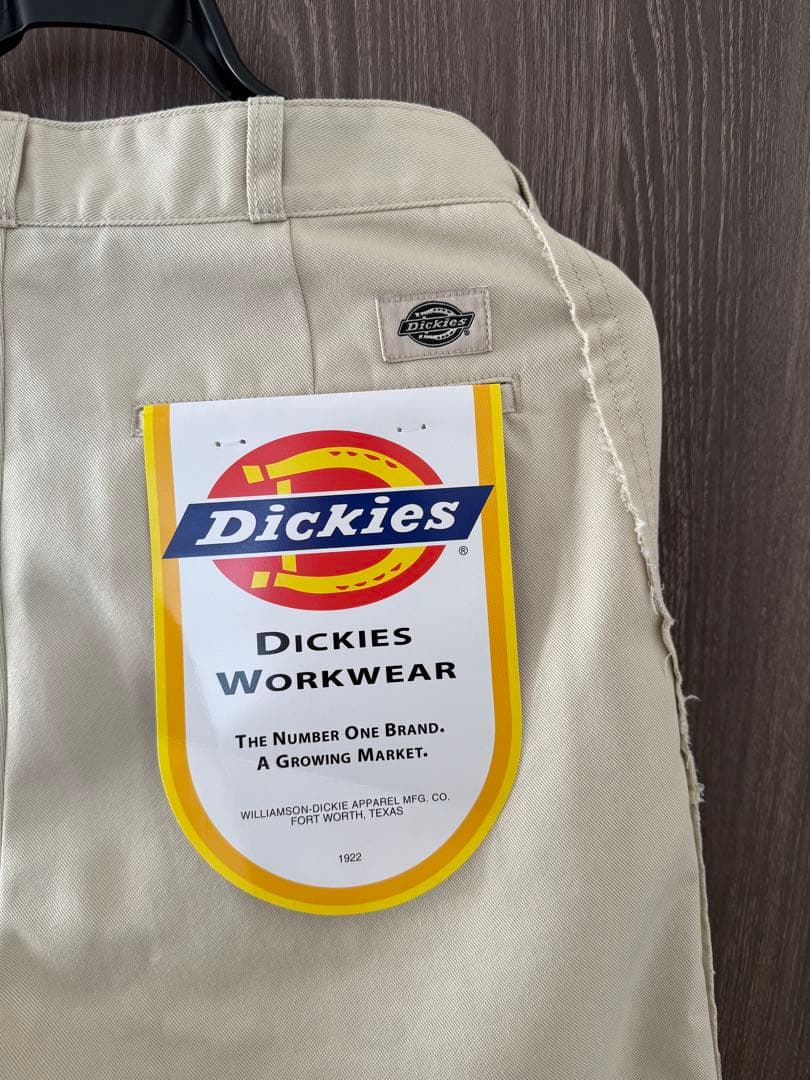 Dickies
®
Dickies
®
DICKIES
WORKWEAR
THE NUMBER ONE BRAND.
A GROWING MARKET.
WILLIAMSON-DICKIE APPAREL MFG. CO.
FORT WORTH, TEXAS
1922